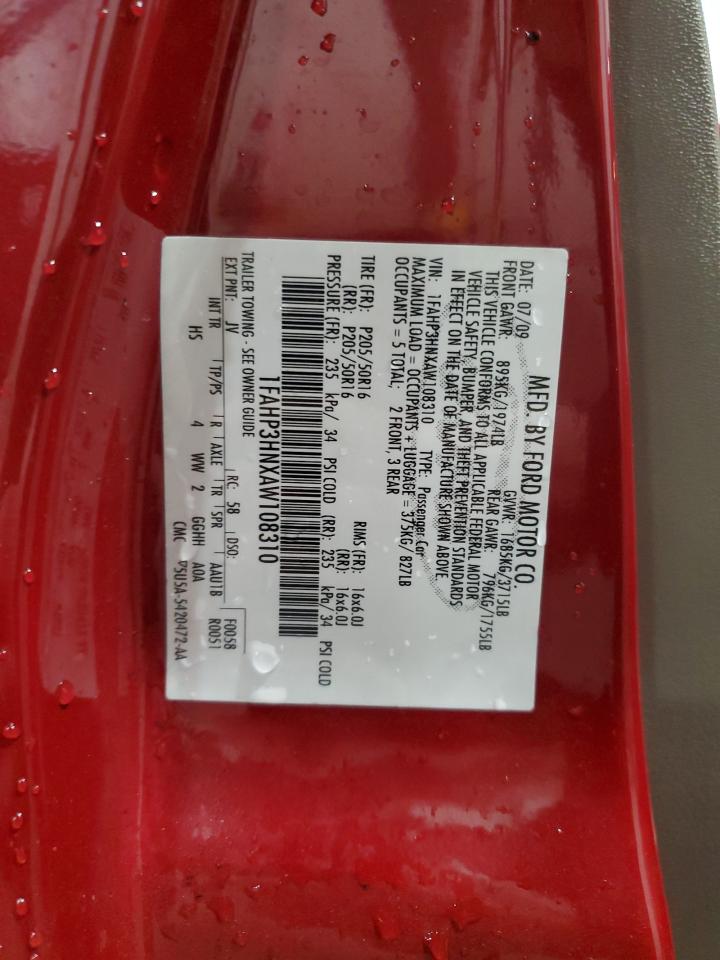 MFD. BY FORD MOTOR CO.
DATE: 07/09 GVWR: 1685KG/3715LB
FRONT GAWR: 895KG/1974LB REAR GAWR: 796KG/1755LB
THIS VEHICLE CONFORMS TO ALL APPLICABLE FEDERAL MOTOR
VEHICLE SAFETY, BUMPER, AND THEFT PREVENTION STANDARDS
IN EFFECT ON THE DATE OF MANUFACTURE SHOWN ABOVE.
VIN: 1FAHP3HNXAW108310 TYPE: Passenger Car
MAXIMUM LOAD = OCCUPANTS + LUGGAGE = 375KG/827LB
OCCUPANTS = 5 TOTAL; 2 FRONT, 3 REAR
TIRE (FR): P205/50R16 RIMS (FR): 16x6.0J
(RR): P205/50R16 (RR): 16x6.0J
PRESSURE (FR): 235 kPa/ 34 PSI COLD (RR): 235 kPa/ 34 PSI COLD
1FAHP3HNXAW108310
TRAILER TOWING - SEE OWNER GUIDE
EXT PNT: JV RC: 58 DSO: F0058
INT TR TP/PS R AXLE TR SPR AAU1B R0051
HS 4 WW 2 GGHH A0A
CMC P5U5A-5420472-AA